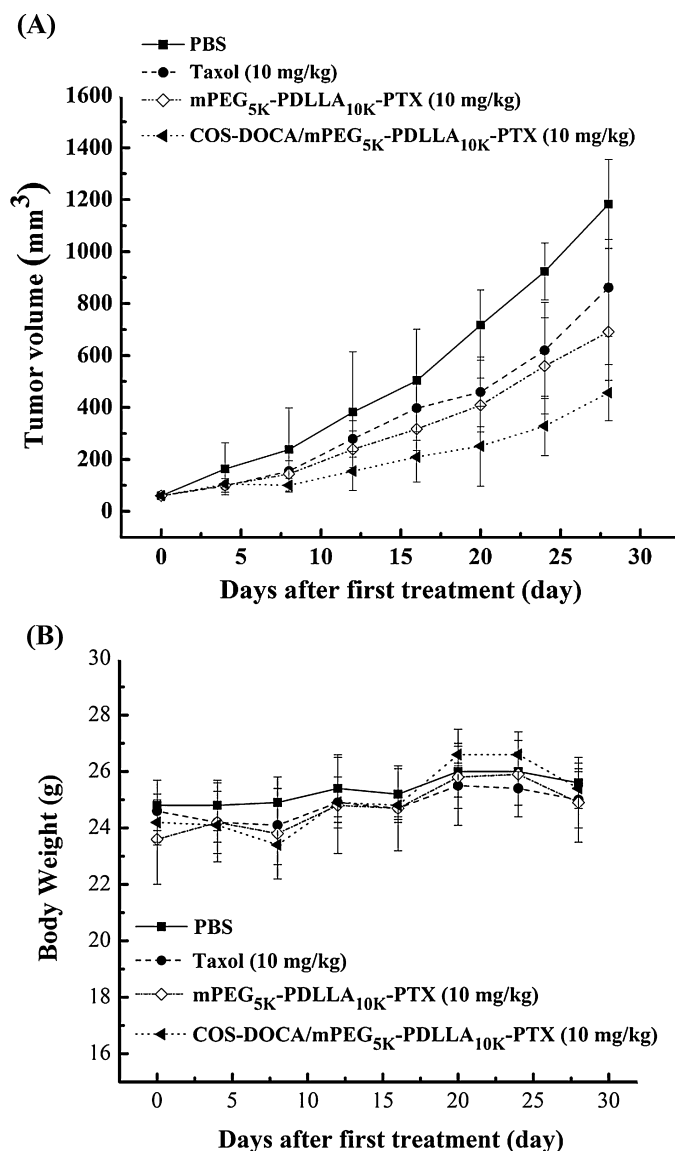 (A)
PBS
Taxol (10 mg/kg)
mPEG5K-PDLLA10K-PTX (10 mg/kg)
COS-DOCA/mPEG5K-PDLLA10K-PTX (10 mg/kg)
1600
1400
1200
1000
800
600
400
200
0
Tumor volume (mm3)
0 5 10 15 20 25 30
Days after first treatment (day)
(B)
30
28
26
24
22
20
18
16
Body Weight (g)
PBS
Taxol (10 mg/kg)
mPEG5K-PDLLA10K-PTX (10 mg/kg)
COS-DOCA/mPEG5K-PDLLA10K-PTX (10 mg/kg)
0 5 10 15 20 25 30
Days after first treatment (day)